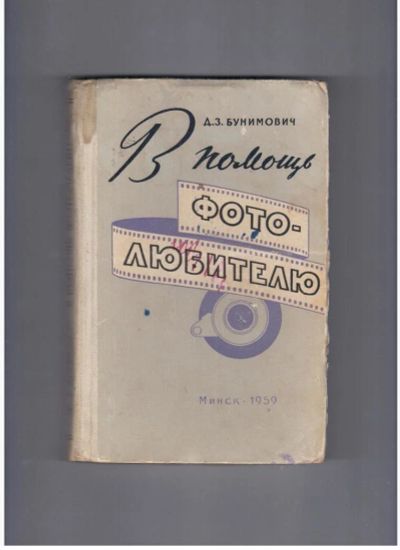 Д.З. БУНИМОВИЧ
В помощь
ФОТО-
ЛЮБИТЕЛЮ
МИНСК - 1959